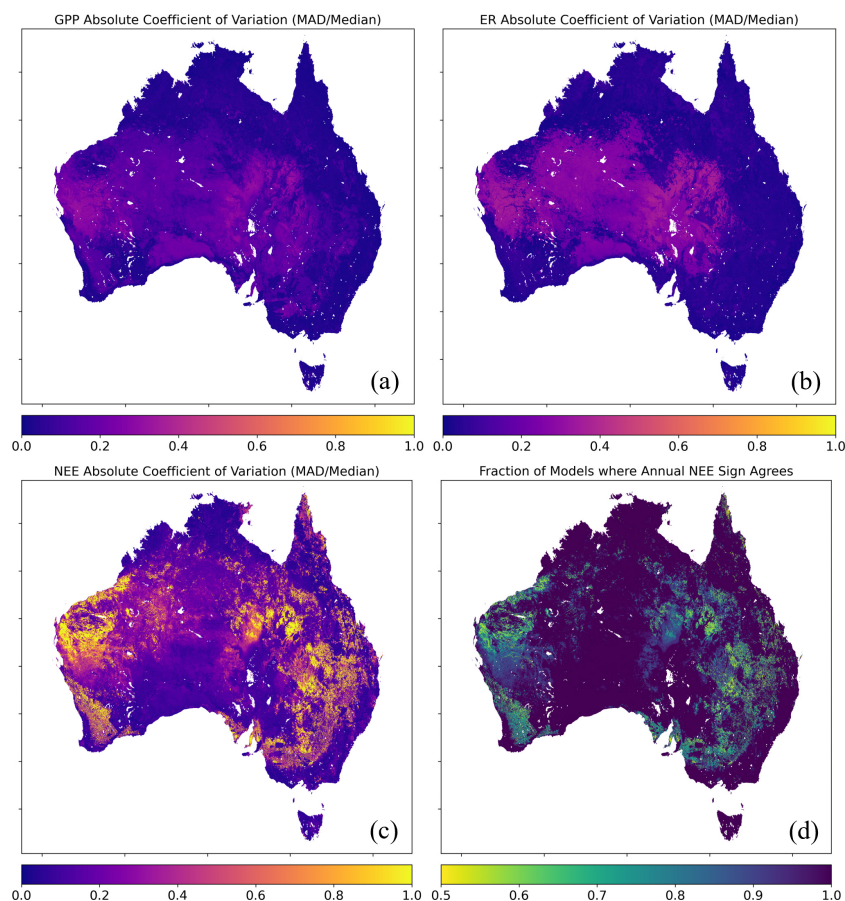 GPP Absolute Coefficient of Variation (MAD/Median)
ER Absolute Coefficient of Variation (MAD/Median)
(a)
(b)
0.0 0.2 0.4 0.6 0.8 1.0
0.0 0.2 0.4 0.6 0.8 1.0
NEE Absolute Coefficient of Variation (MAD/Median)
Fraction of Models where Annual NEE Sign Agrees
(c)
(d)
0.0 0.2 0.4 0.6 0.8 1.0
0.5 0.6 0.7 0.8 0.9 1.0